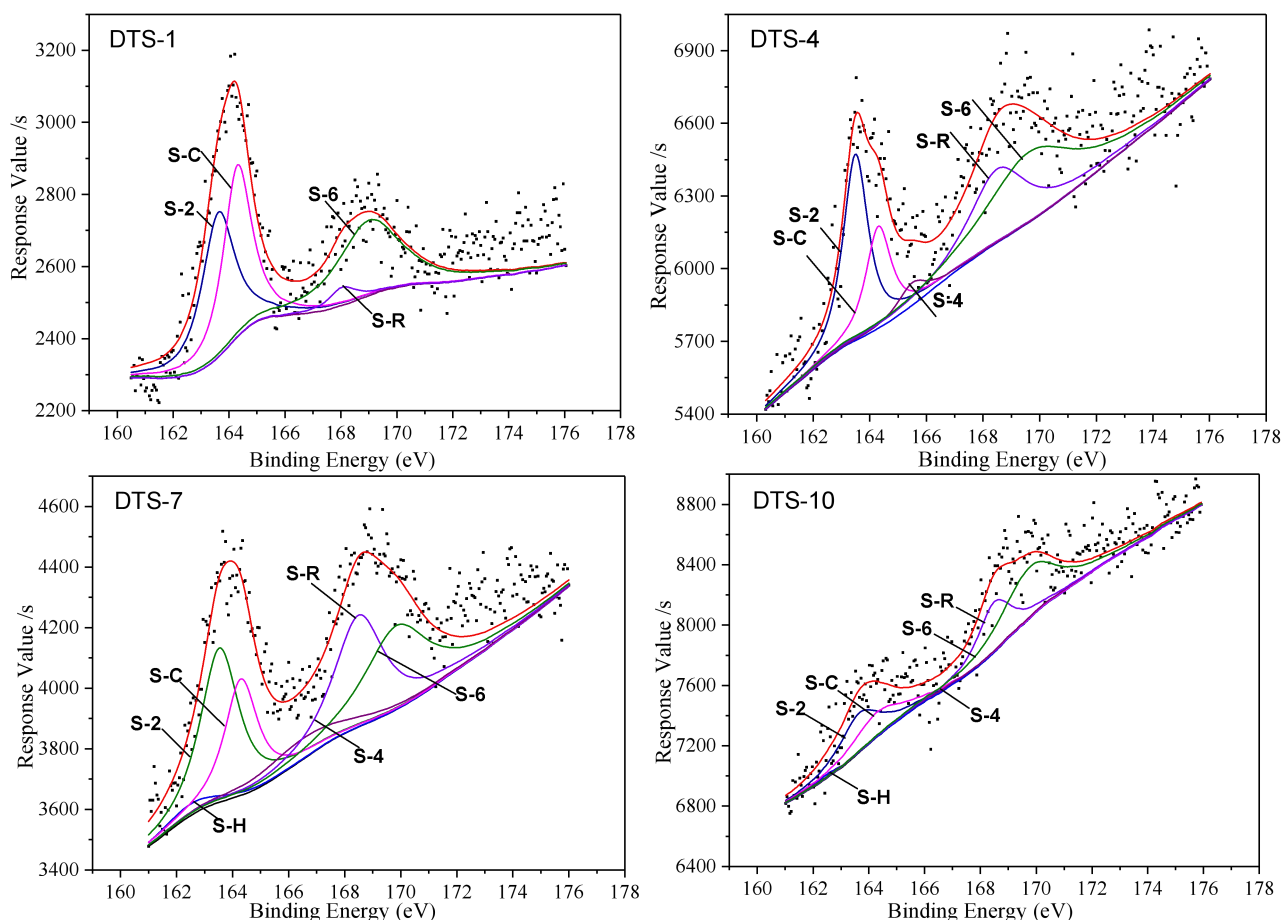 DTS-1
3200
3000
2800
2600
2400
2200
Response Value /s
S-C
S-2
S-6
S-R
160 162 164 166 168 170 172 174 176 178
Binding Energy (eV)
DTS-4
6900
6600
6300
6000
5700
5400
Response Value /s
S-6
S-R
S-2
S-C
S-4
160 162 164 166 168 170 172 174 176 178
Binding Energy (eV)
DTS-7
4600
4400
4200
4000
3800
3600
3400
Response Value /s
S-R
S-C
S-2
S-6
S-4
S-H
160 162 164 166 168 170 172 174 176 178
Binding Energy (eV)
DTS-10
8800
8400
8000
7600
7200
6800
6400
Response Value /s
S-R
S-6
S-C
S-2
S-4
S-H
160 162 164 166 168 170 172 174 176 178
Binding Energy (eV)